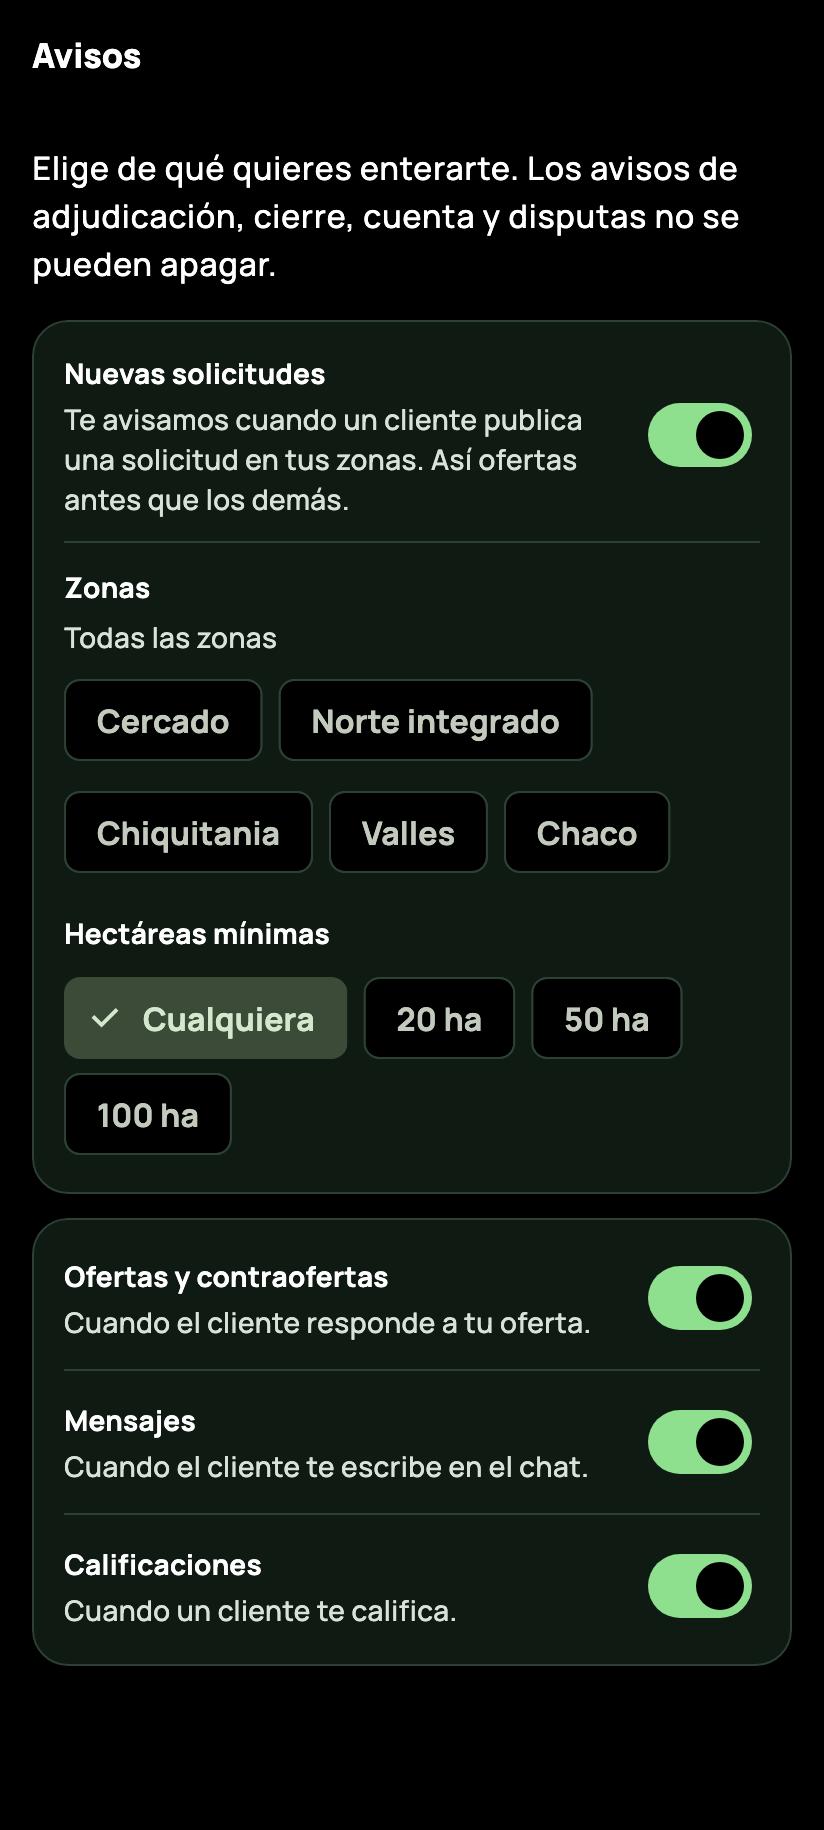 Avisos
Elige de qué quieres enterarte. Los avisos de
adjudicación, cierre, cuenta y disputas no se
pueden apagar.
Nuevas solicitudes
Te avisamos cuando un cliente publica
una solicitud en tus zonas. Así ofertas
antes que los demás.
Zonas
Todas las zonas
Cercado
Norte integrado
Chiquitania
Valles
Chaco
Hectáreas mínimas
Cualquiera
20 ha
50 ha
100 ha
Ofertas y contraofertas
Cuando el cliente responde a tu oferta.
Mensajes
Cuando el cliente te escribe en el chat.
Calificaciones
Cuando un cliente te califica.